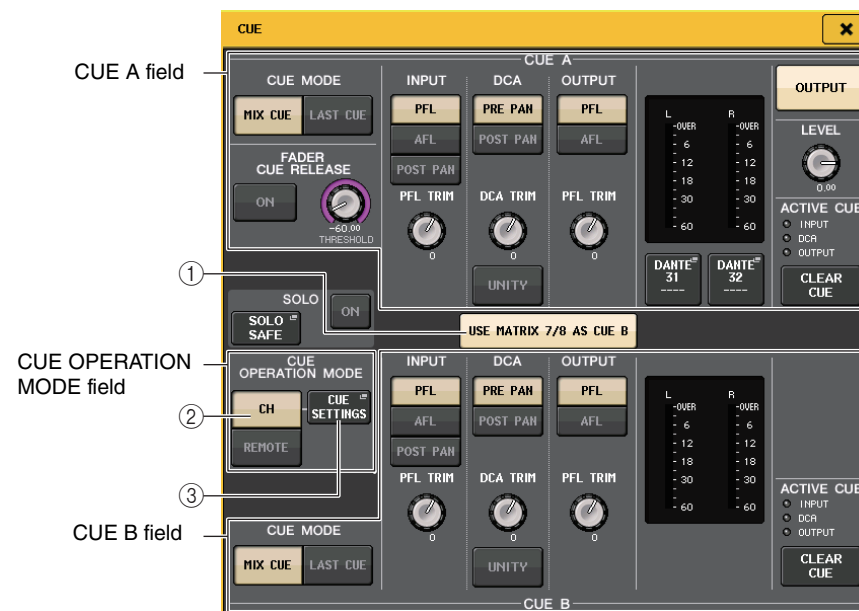 CUE
CUE A
CUE A field
CUE MODE
MIX CUE
LAST CUE
FADER
CUE RELEASE
ON
-60.00
THRESHOLD
INPUT
PFL
AFL
POST PAN
PFL TRIM
0
DCA
PRE PAN
POST PAN
DCA TRIM
0
UNITY
OUTPUT
PFL
AFL
PFL TRIM
0
L R
-OVER -OVER
- 6 - 6
- 12 - 12
- 18 - 18
- 30 - 30
- 60 - 60
DANTE
31
----
DANTE
32
----
OUTPUT
LEVEL
0.00
ACTIVE CUE
INPUT
DCA
OUTPUT
CLEAR
CUE
①
SOLO
SOLO
SAFE
ON
USE MATRIX 7/8 AS CUE B
CUE OPERATION
MODE field
CUE
OPERATION MODE
②
CH
CUE
SETTINGS
REMOTE
③
CUE B field
CUE MODE
MIX CUE
LAST CUE
INPUT
PFL
AFL
POST PAN
PFL TRIM
0
DCA
PRE PAN
POST PAN
DCA TRIM
0
UNITY
OUTPUT
PFL
AFL
PFL TRIM
0
L R
-OVER -OVER
- 6 - 6
- 12 - 12
- 18 - 18
- 30 - 30
- 60 - 60
ACTIVE CUE
INPUT
DCA
OUTPUT
CLEAR
CUE
CUE B